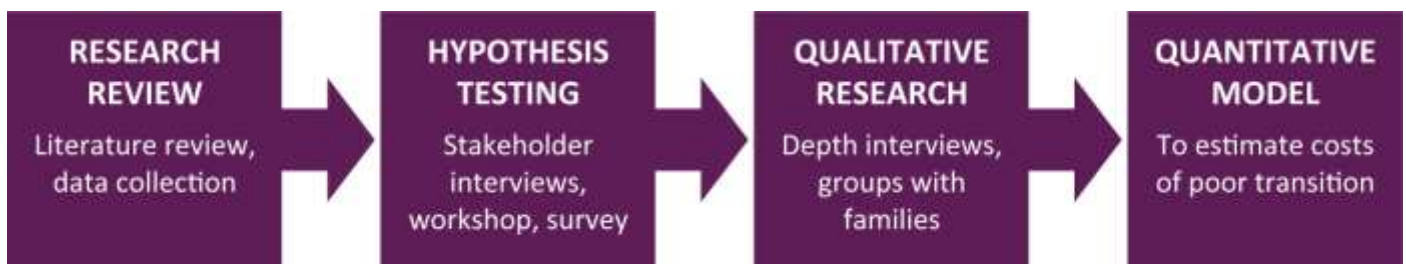 RESEARCH
REVIEW
Literature review,
data collection
HYPOTHESIS
TESTING
Stakeholder
interviews,
workshop, survey
QUALITATIVE
RESEARCH
Depth interviews,
groups with
families
QUANTITATIVE
MODEL
To estimate costs
of poor transition